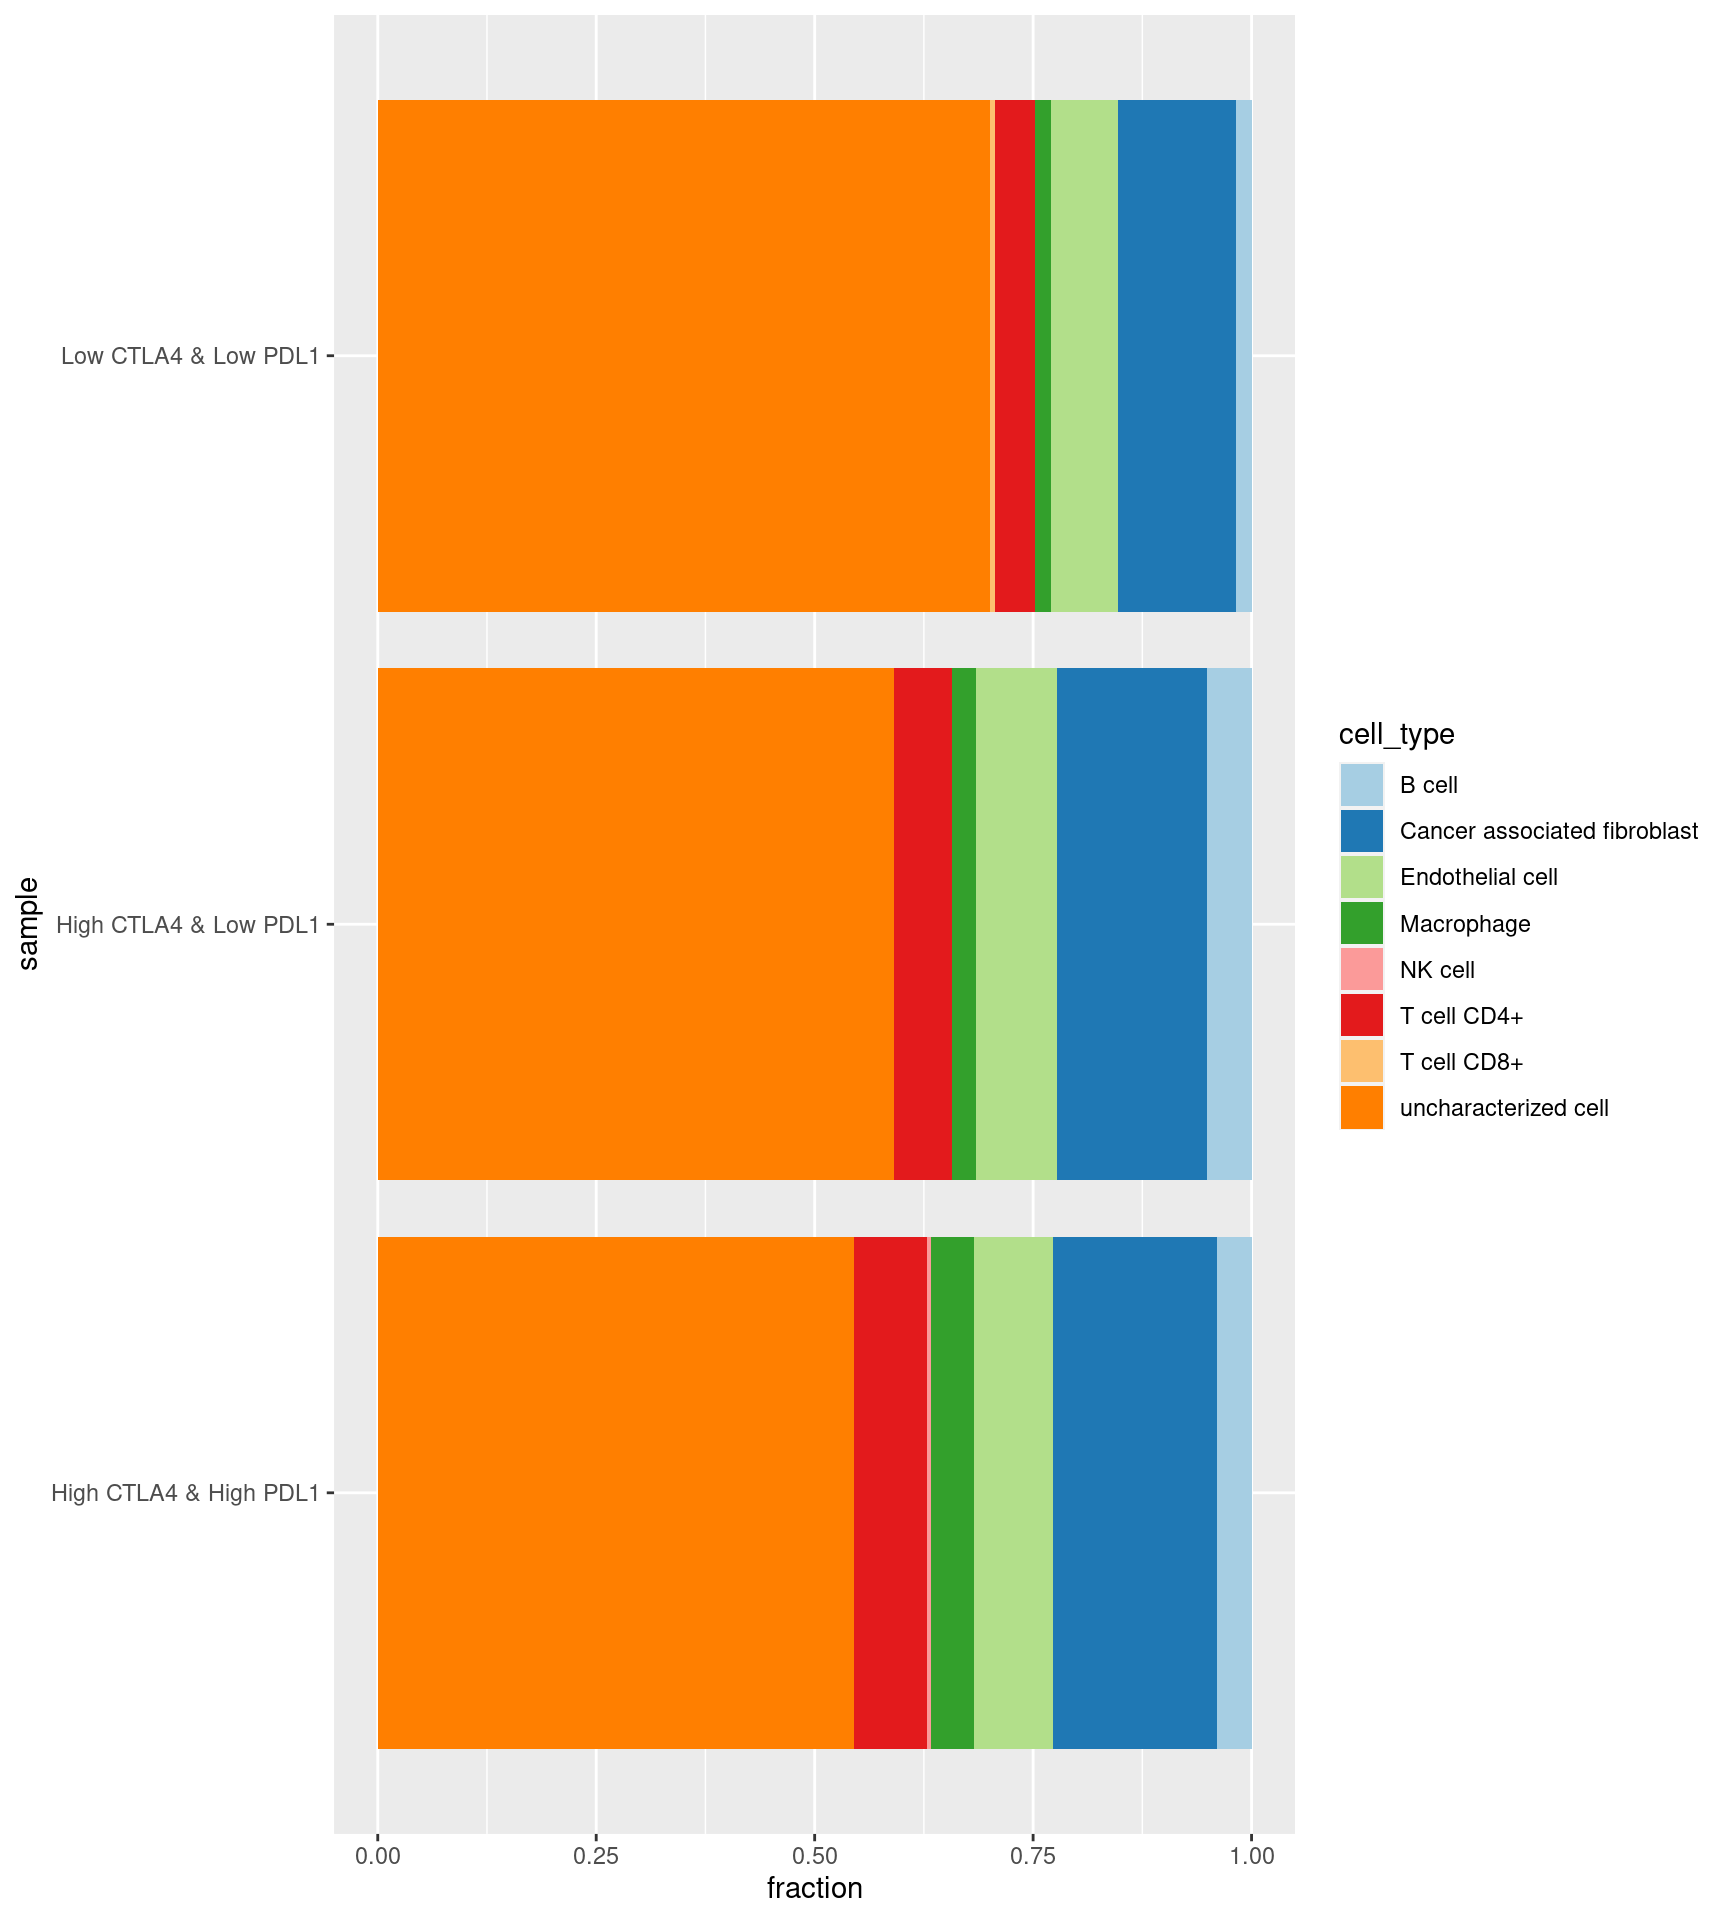 Low CTLA4 & Low PDL1
High CTLA4 & Low PDL1
High CTLA4 & High PDL1
sample
0.00 0.25 0.50 0.75 1.00
fraction
cell_type
B cell
Cancer associated fibroblast
Endothelial cell
Macrophage
NK cell
T cell CD4+
T cell CD8+
uncharacterized cell